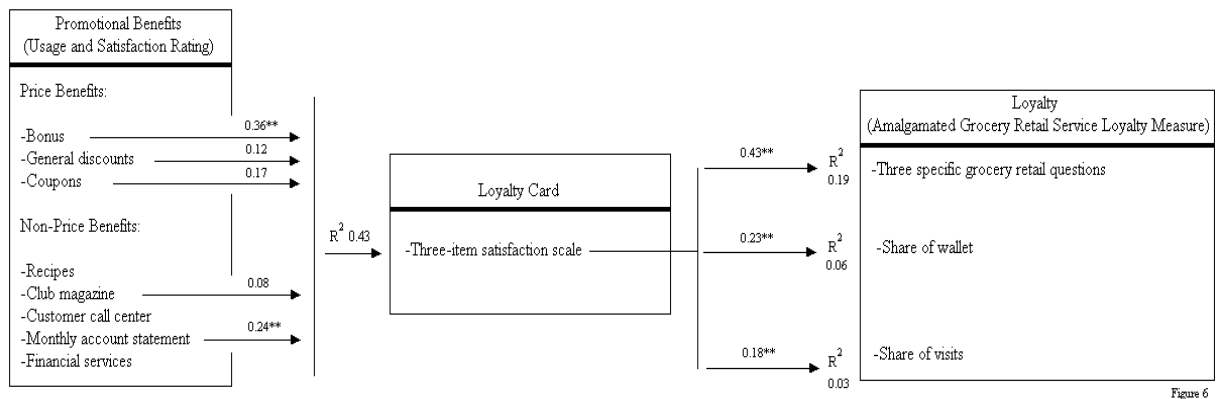 Promotional Benefits
(Usage and Satisfaction Rating)
Price Benefits:
-Bonus
0.36**
-General discounts
0.12
-Coupons
0.17
Non-Price Benefits:
-Recipes
-Club magazine
0.08
-Customer call center
-Monthly account statement
0.24**
-Financial services
R² 0.43
Loyalty Card
-Three-item satisfaction scale
0.43**
R²
0.19
0.23**
R²
0.06
0.18**
R²
0.03
Loyalty
(Amalgamated Grocery Retail Service Loyalty Measure)
-Three specific grocery retail questions
-Share of wallet
-Share of visits
Figure 6